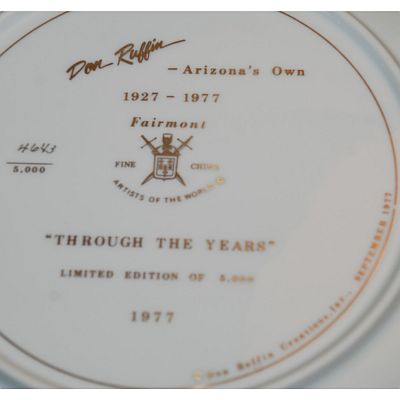 Don Ruffin
— Arizona's Own
1927 - 1977
Fairmont
4643
5,000
FINE CHINA
ARTISTS OF THE WORLD
"THROUGH THE YEARS"
LIMITED EDITION OF 5,000
1977
© Don Ruffin Creations, Inc., SEPTEMBER 1977